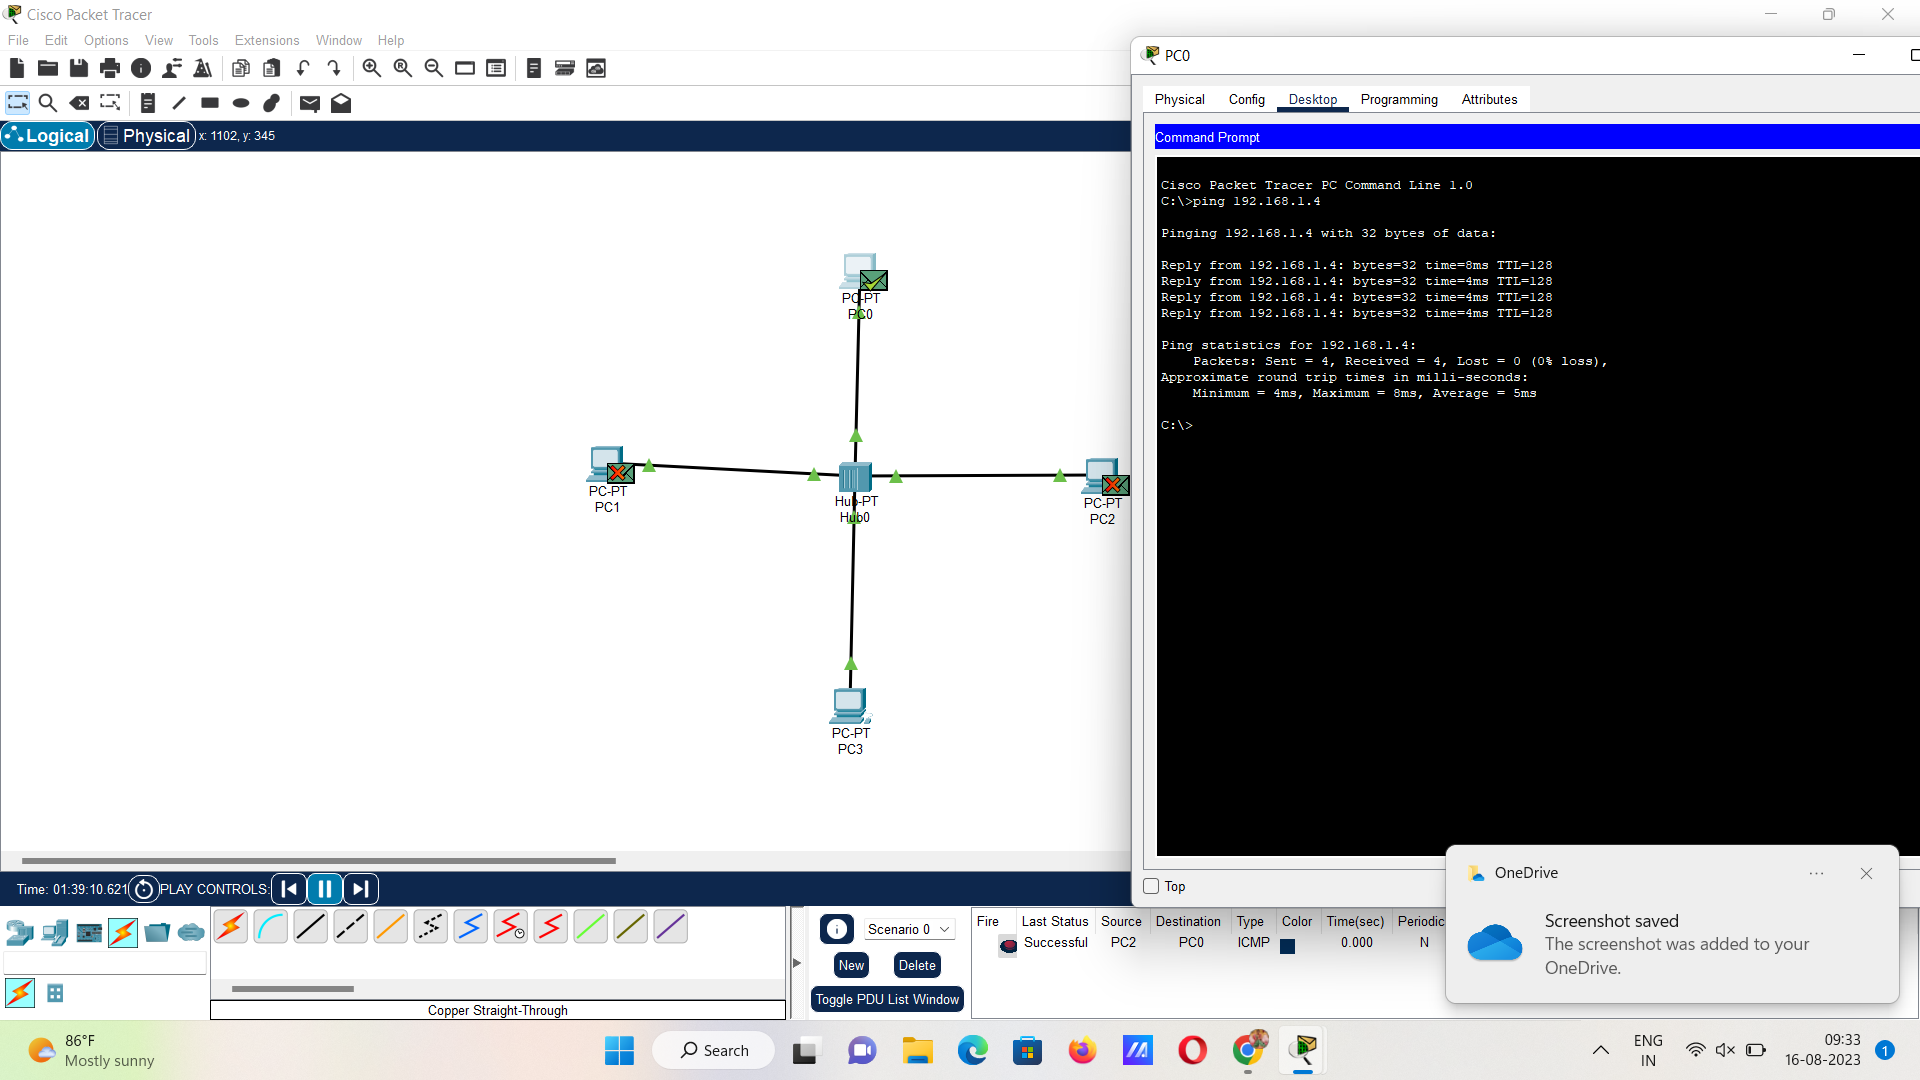 Cisco Packet Tracer
File Edit Options View Tools Extensions Window Help
Logical Physical x: 1102, y: 345
PC-PT
PC0
PC-PT
PC1
Hub-PT
Hub0
PC-PT
PC2
PC-PT
PC3
PC0
Physical Config Desktop Programming Attributes
Command Prompt
Cisco Packet Tracer PC Command Line 1.0
C:\>ping 192.168.1.4
Pinging 192.168.1.4 with 32 bytes of data:
Reply from 192.168.1.4: bytes=32 time=8ms TTL=128
Reply from 192.168.1.4: bytes=32 time=4ms TTL=128
Reply from 192.168.1.4: bytes=32 time=4ms TTL=128
Reply from 192.168.1.4: bytes=32 time=4ms TTL=128
Ping statistics for 192.168.1.4:
Packets: Sent = 4, Received = 4, Lost = 0 (0% loss),
Approximate round trip times in milli-seconds:
Minimum = 4ms, Maximum = 8ms, Average = 5ms
C:\>
Top
Time: 01:39:10.621 PLAY CONTROLS:
Copper Straight-Through
Scenario 0
New Delete
Toggle PDU List Window
Fire Last Status Source Destination Type Color Time(sec) Periodic
Successful PC2 PC0 ICMP 0.000 N
OneDrive
Screenshot saved
The screenshot was added to your
OneDrive.
86°F
Mostly sunny
Search
ENG
IN
09:33
16-08-2023
1